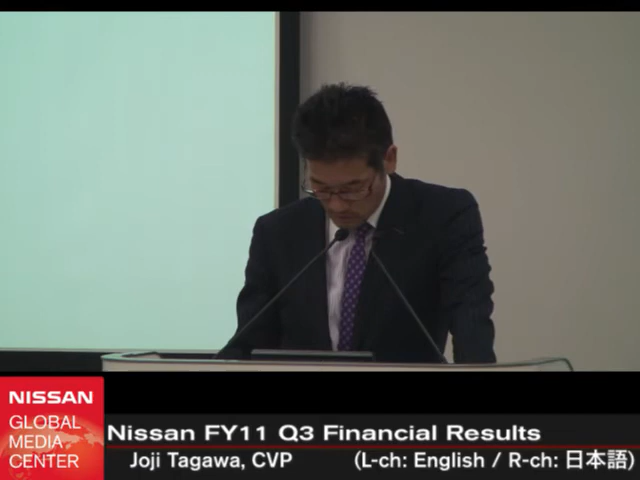 NISSAN
GLOBAL
MEDIA
CENTER
Nissan FY11 Q3 Financial Results
Joji Tagawa, CVP (L-ch: English / R-ch: 日本語)